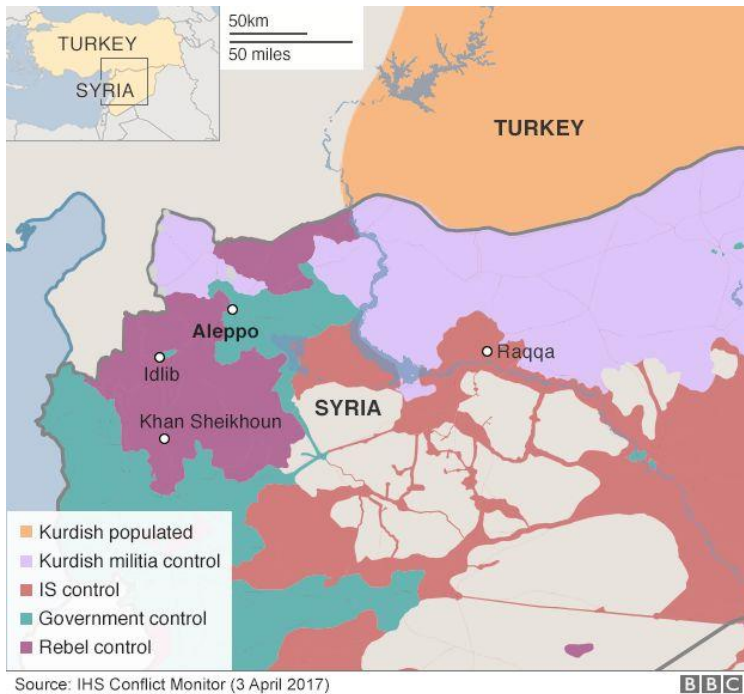 TURKEY
SYRIA
50km
50 miles
TURKEY
Aleppo
Idlib
Raqqa
Khan Sheikhoun
SYRIA
Kurdish populated
Kurdish militia control
IS control
Government control
Rebel control
Source: IHS Conflict Monitor (3 April 2017)
BBC